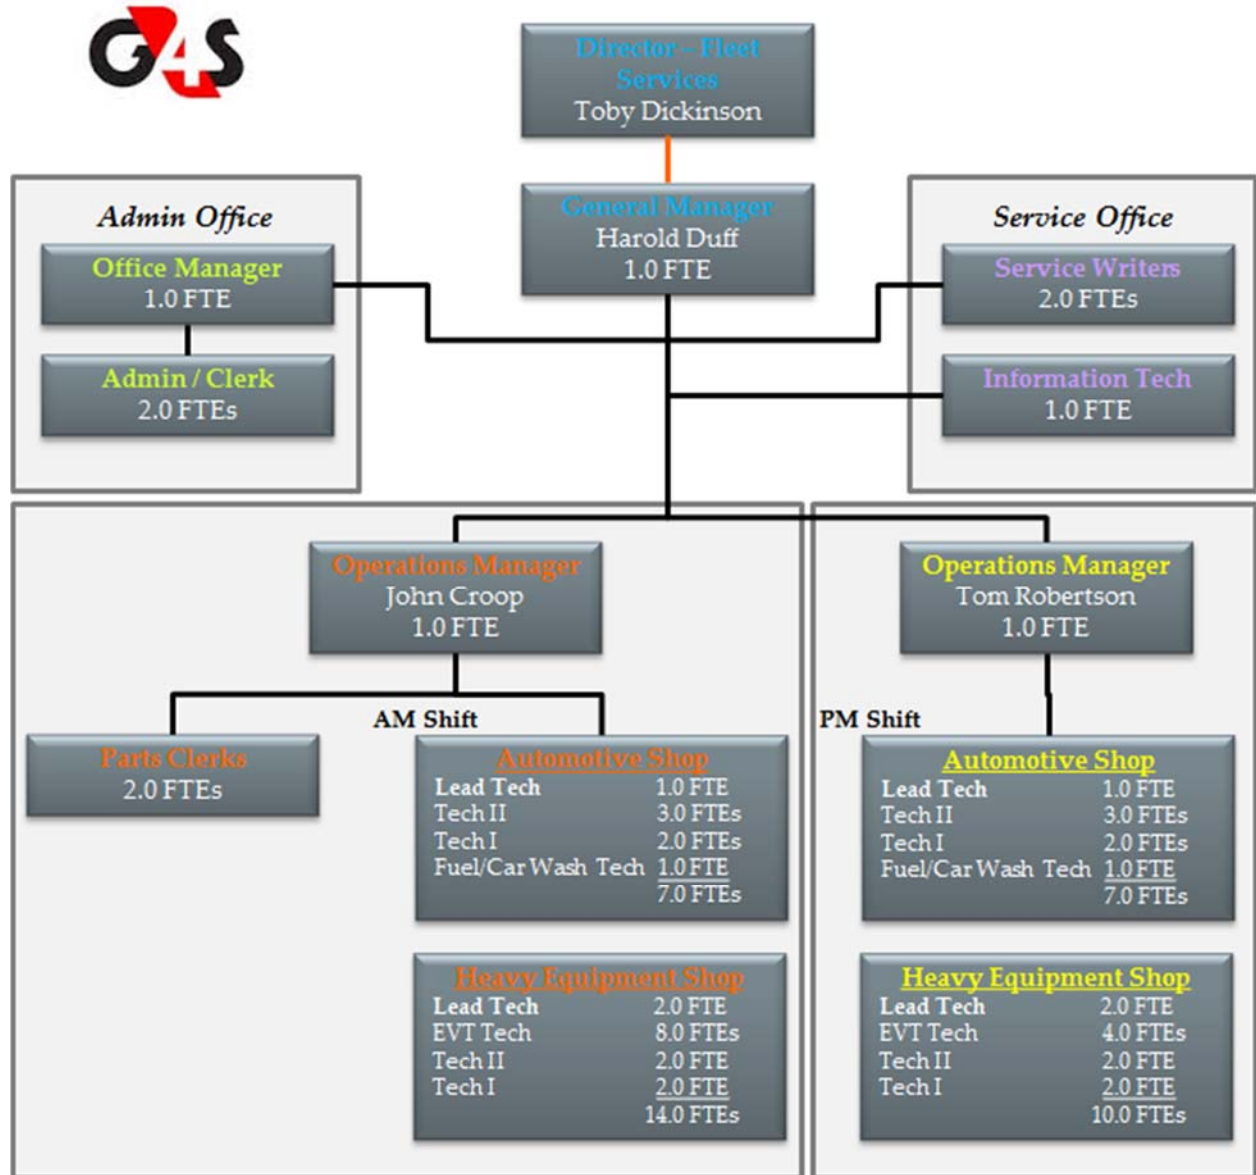 G4S
Director – Fleet
Services
Toby Dickinson
General Manager
Harold Duff
1.0 FTE
Admin Office
Office Manager
1.0 FTE
Admin / Clerk
2.0 FTEs
Service Office
Service Writers
2.0 FTEs
Information Tech
1.0 FTE
Operations Manager
John Croop
1.0 FTE
Operations Manager
Tom Robertson
1.0 FTE
AM Shift
Parts Clerks
2.0 FTEs
Automotive Shop
Lead Tech 1.0 FTE
Tech II 3.0 FTEs
Tech I 2.0 FTEs
Fuel/Car Wash Tech 1.0 FTE
7.0 FTEs
Heavy Equipment Shop
Lead Tech 2.0 FTE
EVT Tech 8.0 FTEs
Tech II 2.0 FTE
Tech I 2.0 FTE
14.0 FTEs
PM Shift
Automotive Shop
Lead Tech 1.0 FTE
Tech II 3.0 FTEs
Tech I 2.0 FTEs
Fuel/Car Wash Tech 1.0 FTE
7.0 FTEs
Heavy Equipment Shop
Lead Tech 2.0 FTE
EVT Tech 4.0 FTEs
Tech II 2.0 FTE
Tech I 2.0 FTE
10.0 FTEs